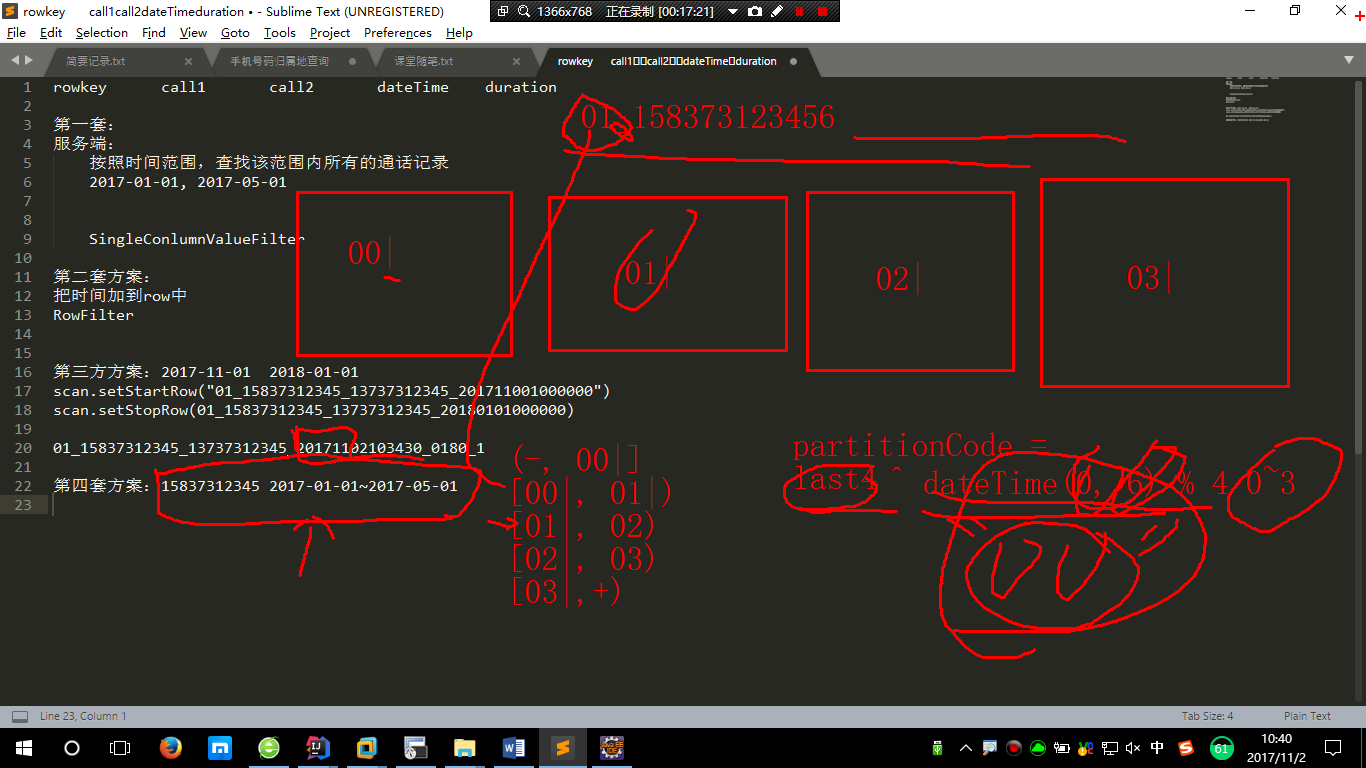 rowkey      call1call2dateTimeduration • - Sublime Text (UNREGISTERED)
1366x768 正在录制 [00:17:21]
File Edit Selection Find View Goto Tools Project Preferences Help
简要记录.txt
手机号码归属地查询
课堂随笔.txt
rowkey call1□□call2□□dateTime□duration
1 rowkey call1 call2 dateTime duration
2
3 第一套:
4 服务端:
5 按照时间范围, 查找该范围内所有的通话记录
6 2017-01-01, 2017-05-01
7
8
9 SingleConlumnValueFilter
10
11 第二套方案:
12 把时间加到row中
13 RowFilter
14
15
16 第三方方案: 2017-11-01  2018-01-01
17 scan.setStartRow("01_15837312345_13737312345_201711001000000")
18 scan.setStopRow(01_15837312345_13737312345_20180101000000)
19
20 01_15837312345_13737312345_20171102103430_0180_1
21
22 第四套方案: 15837312345 2017-01-01~2017-05-01
23
01_158373123456
00|
01|
02|
03|
(-, 00|]
[00|, 01|)
[01|, 02)
[02|, 03)
[03|,+)
partitionCode =
last4 ^ dateTime(0, 6) % 4 0~3
Line 23, Column 1
Tab Size: 4
Plain Text
中
61
10:40
2017/11/2